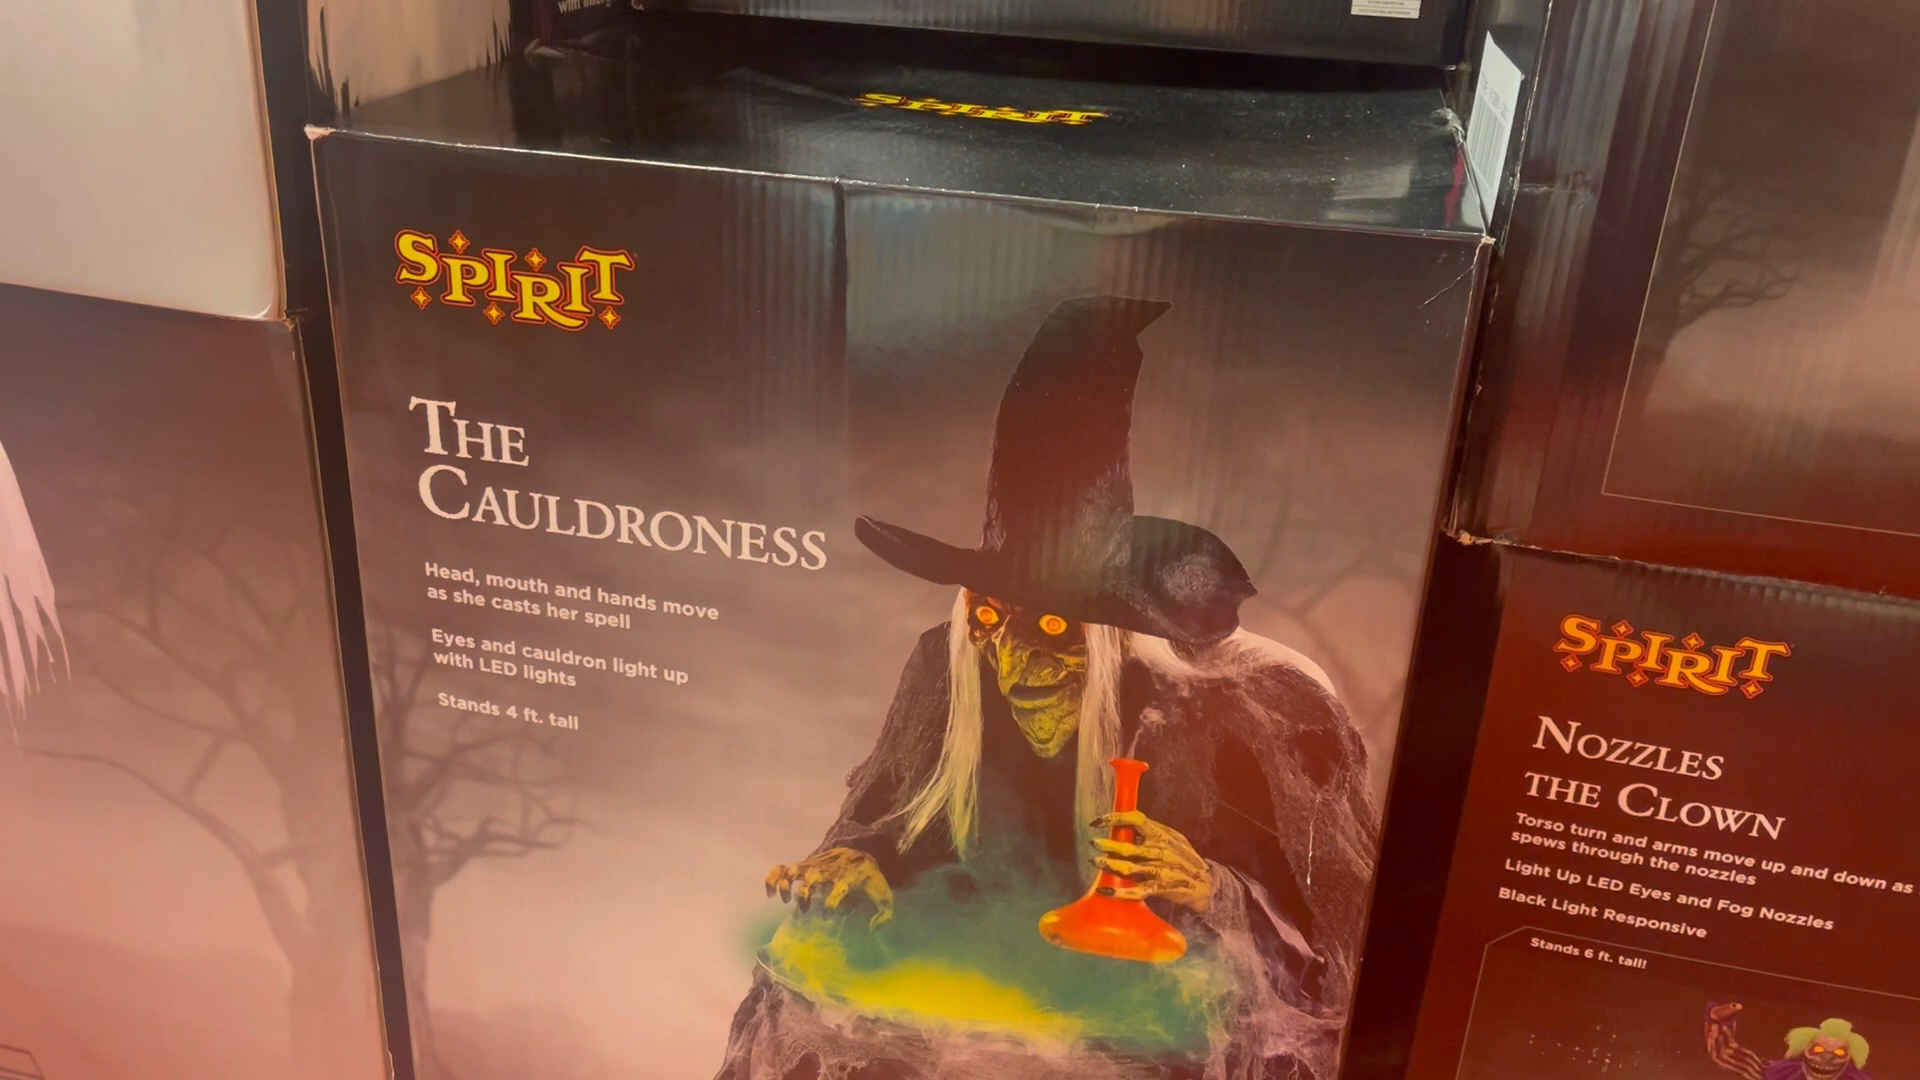 SPIRIT
SPIRIT
THE
CAULDRONESS
Head, mouth and hands move
as she casts her spell
Eyes and cauldron light up
with LED lights
Stands 4 ft. tall
SPIRIT
NOZZLES
THE CLOWN
Torso turn and arms move up and down as
spews through the nozzles
Light Up LED Eyes and Fog Nozzles
Black Light Responsive
Stands 6 ft. tall!